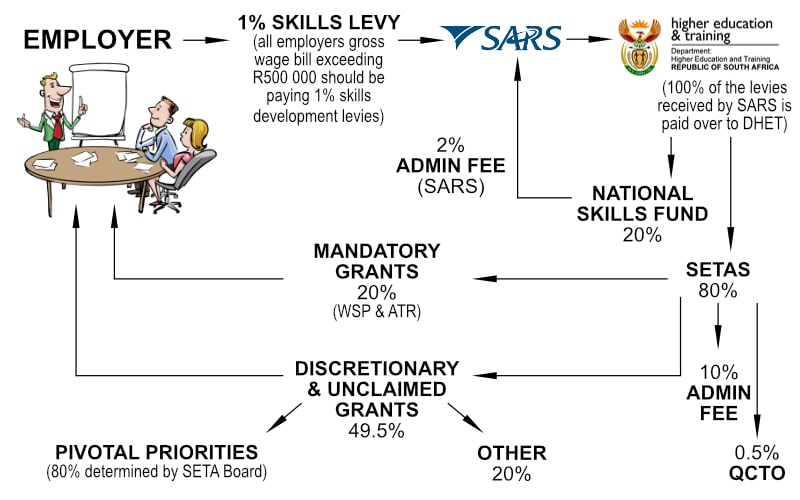 EMPLOYER
1% SKILLS LEVY
(all employers gross
wage bill exceeding
R500 000 should be
paying 1% skills
development levies)
SARS
higher education
& training
Department:
Higher Education and Training
REPUBLIC OF SOUTH AFRICA
(100% of the levies
received by SARS is
paid over to DHET)
2%
ADMIN FEE
(SARS)
NATIONAL
SKILLS FUND
20%
MANDATORY
GRANTS
20%
(WSP & ATR)
SETAS
80%
DISCRETIONARY
& UNCLAIMED
GRANTS
49.5%
10%
ADMIN
FEE
PIVOTAL PRIORITIES
(80% determined by SETA Board)
OTHER
20%
0.5%
QCTO